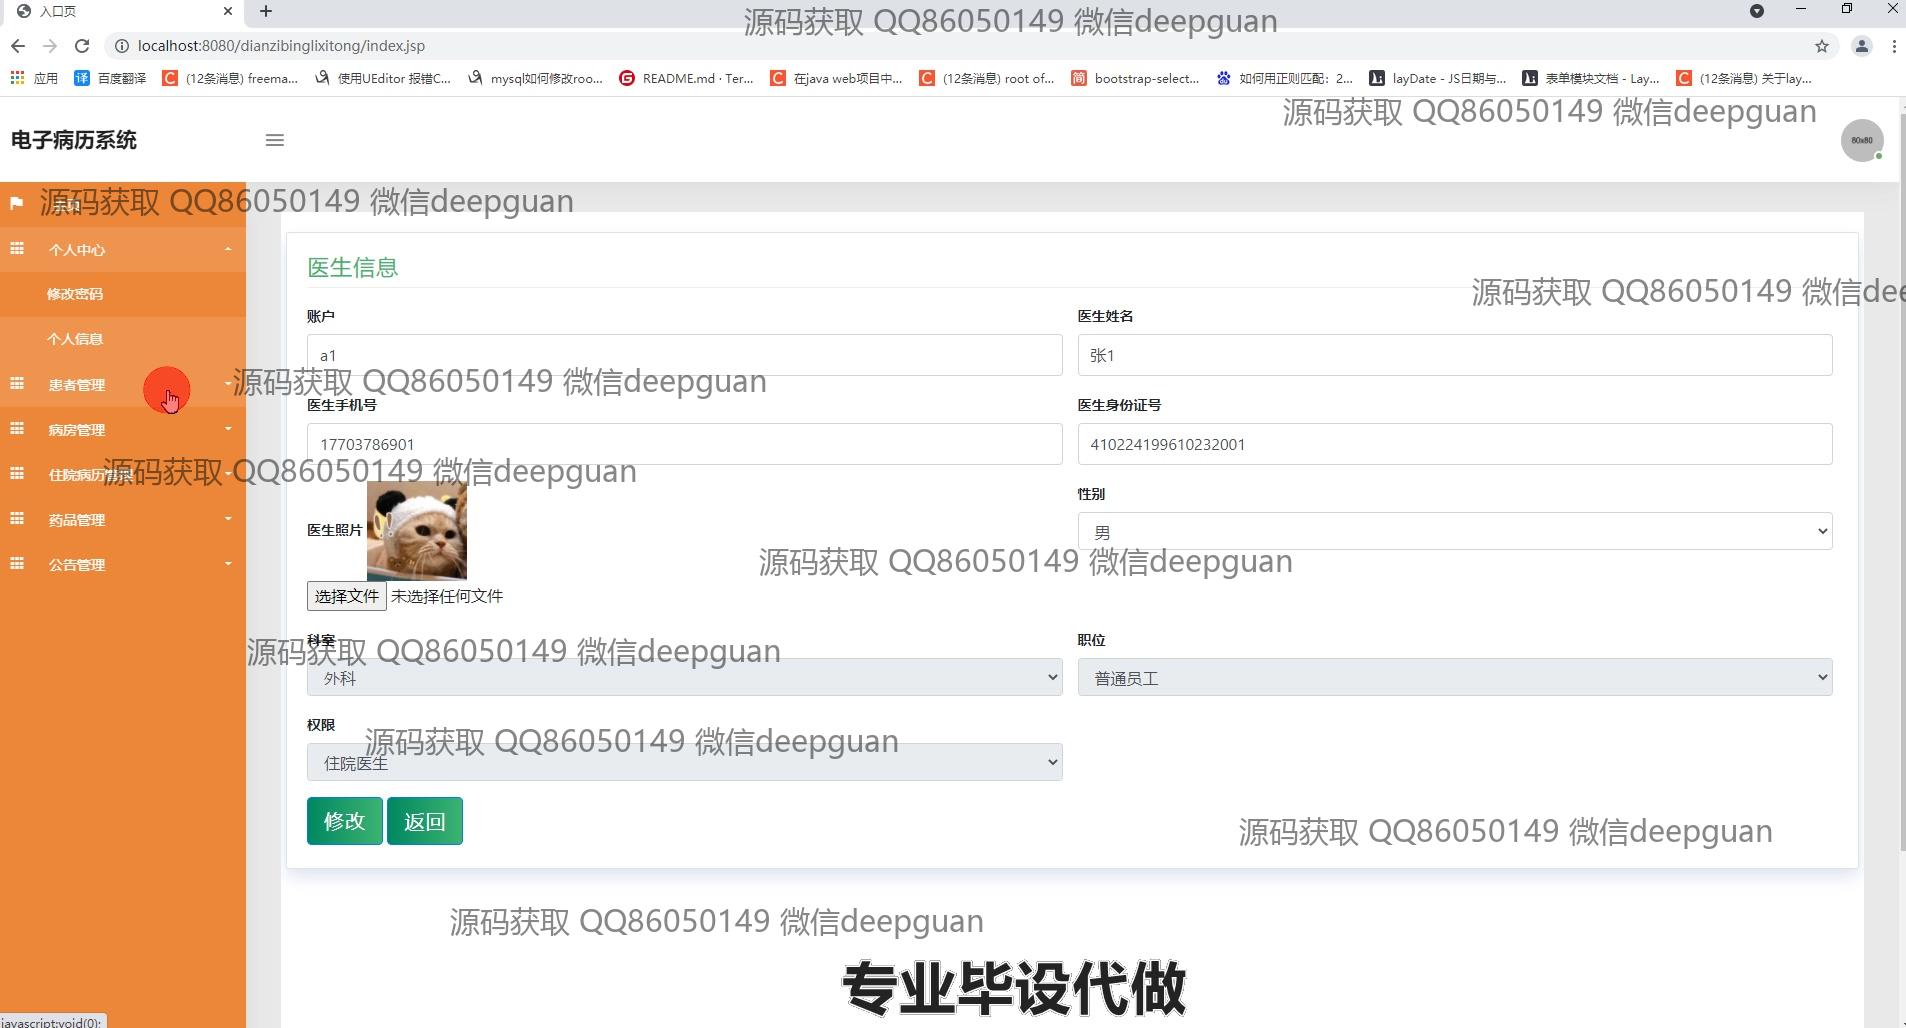 入口页
源码获取 QQ86050149 微信deepguan
localhost:8080/dianzibinglixitong/index.jsp
应用 百度翻译 (12条消息) freema... 使用UEditor 报错C... mysql如何修改roo... README.md · Ter... 在java web项目中... (12条消息) root of... bootstrap-select... 如何用正则匹配：2... layDate - JS日期与... 表单模块文档 - Lay... (12条消息) 关于lay...
源码获取 QQ86050149 微信deepguan
电子病历系统
80x80
源码获取 QQ86050149 微信deepguan
个人中心
医生信息
修改密码
源码获取 QQ86050149 微信dee
账户 医生姓名
个人信息
a1 张1
患者管理
源码获取 QQ86050149 微信deepguan
医生手机号 医生身份证号
病房管理
17703786901 410224199610232001
住院病历管理
源码获取 QQ86050149 微信deepguan
性别
药品管理
医生照片
男
公告管理
源码获取 QQ86050149 微信deepguan
选择文件 未选择任何文件
科室 职位
源码获取 QQ86050149 微信deepguan
外科 普通员工
权限
源码获取 QQ86050149 微信deepguan
住院医生
修改 返回
源码获取 QQ86050149 微信deepguan
源码获取 QQ86050149 微信deepguan
专业毕设代做
javascript:void(0);